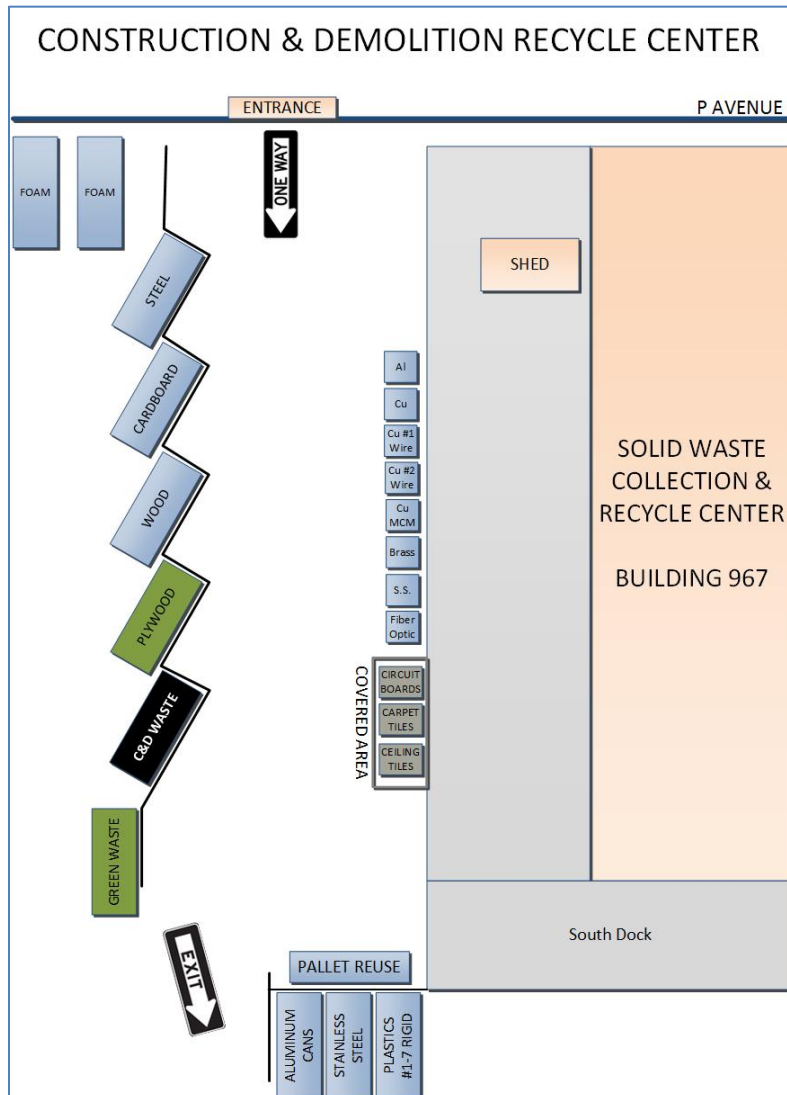 CONSTRUCTION & DEMOLITION RECYCLE CENTER
ENTRANCE
P AVENUE
ONE WAY
FOAM
FOAM
STEEL
CARDBOARD
WOOD
PLYWOOD
C&D WASTE
GREEN WASTE
EXIT
SHED
Al
Cu
Cu #1
Wire
Cu #2
Wire
Cu
MCM
Brass
S.S.
Fiber
Optic
COVERED AREA
CIRCUIT
BOARDS
CARPET
TILES
CEILING
TILES
SOLID WASTE
COLLECTION &
RECYCLE CENTER
BUILDING 967
South Dock
PALLET REUSE
ALUMINUM
CANS
STAINLESS
STEEL
PLASTICS
#1-7 RIGID